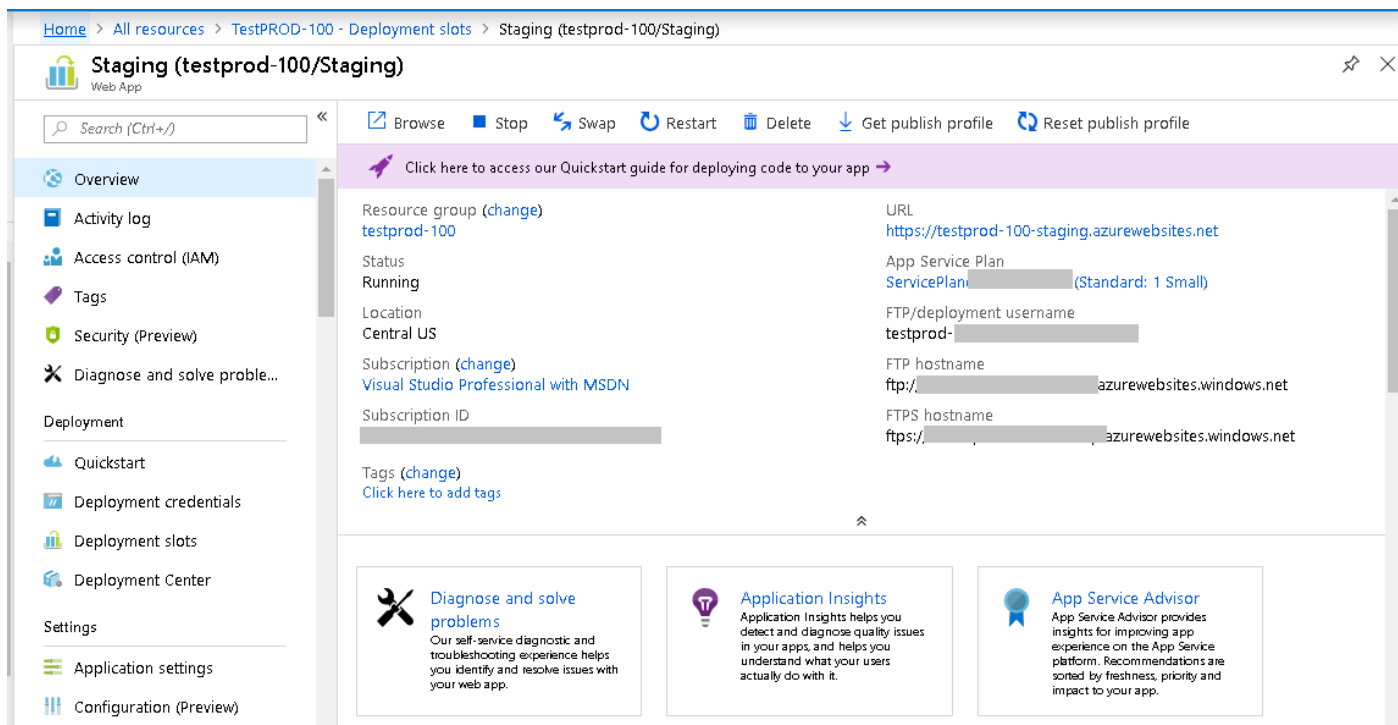 Home > All resources > TestPROD-100 - Deployment slots > Staging (testprod-100/Staging)
Staging (testprod-100/Staging)
Web App
Search (Ctrl+/)
«
Overview
Activity log
Access control (IAM)
Tags
Security (Preview)
Diagnose and solve proble...
Deployment
Quickstart
Deployment credentials
Deployment slots
Deployment Center
Settings
Application settings
Configuration (Preview)
Browse Stop Swap Restart Delete Get publish profile Reset publish profile
Click here to access our Quickstart guide for deploying code to your app →
Resource group (change)
testprod-100
Status
Running
Location
Central US
Subscription (change)
Visual Studio Professional with MSDN
Subscription ID
Tags (change)
Click here to add tags
URL
https://testprod-100-staging.azurewebsites.net
App Service Plan
ServicePlan (Standard: 1 Small)
FTP/deployment username
testprod-
FTP hostname
ftp:/ azurewebsites.windows.net
FTPS hostname
ftps:/ azurewebsites.windows.net
Diagnose and solve
problems
Our self-service diagnostic and
troubleshooting experience helps
you identify and resolve issues with
your web app.
Application Insights
Application Insights helps you
detect and diagnose quality issues
in your apps, and helps you
understand what your users
actually do with it.
App Service Advisor
App Service Advisor provides
insights for improving app
experience on the App Service
platform. Recommendations are
sorted by freshness, priority and
impact to your app.